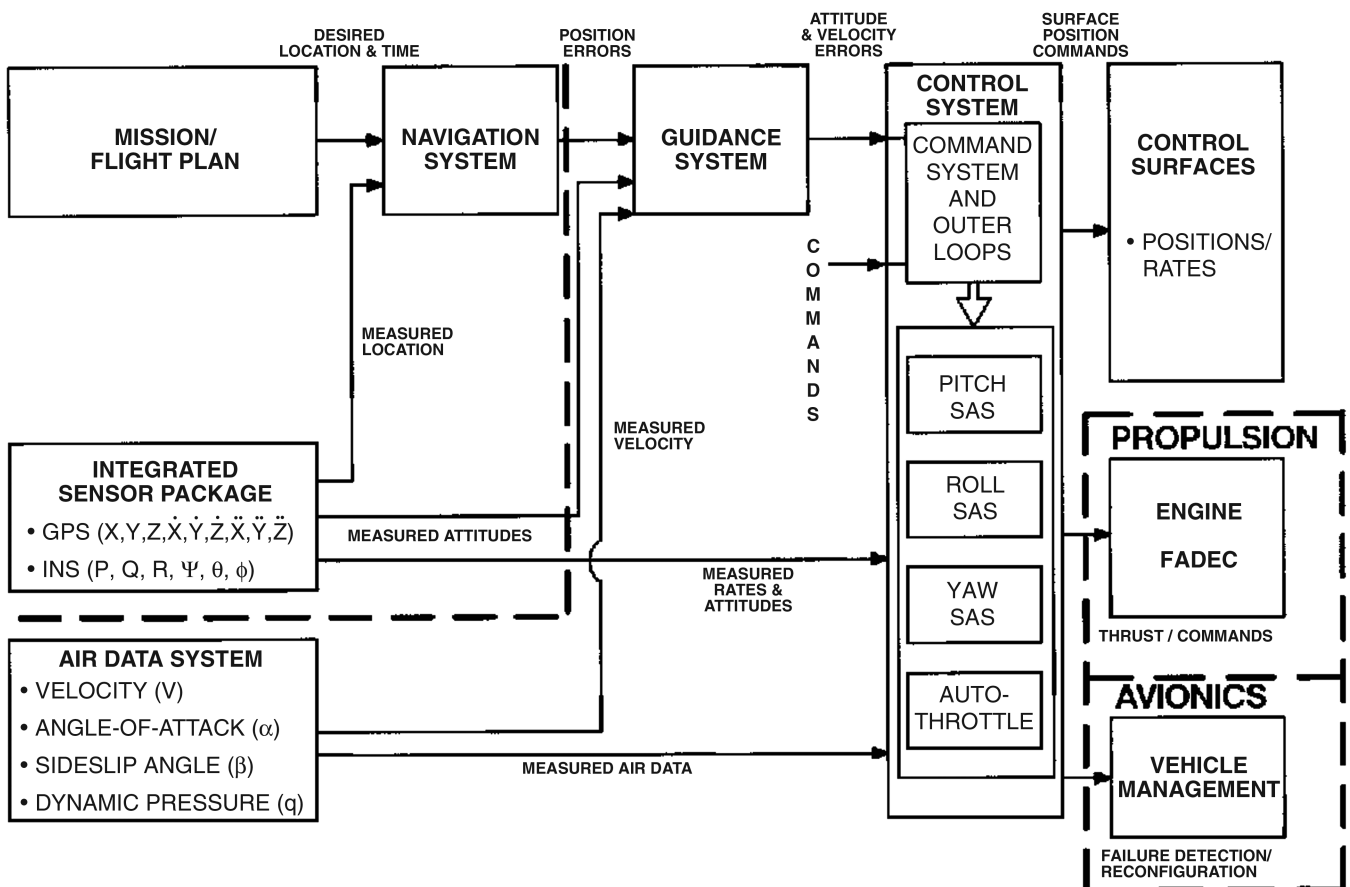 DESIRED
LOCATION & TIME
POSITION
ERRORS
ATTITUDE
& VELOCITY
ERRORS
SURFACE
POSITION
COMMANDS
MISSION/
FLIGHT PLAN
NAVIGATION
SYSTEM
GUIDANCE
SYSTEM
CONTROL
SYSTEM
COMMAND
SYSTEM
AND
OUTER
LOOPS
CONTROL
SURFACES
• POSITIONS/
RATES
COMMANDS
MEASURED
LOCATION
PITCH
SAS
MEASURED
VELOCITY
PROPULSION
INTEGRATED
SENSOR PACKAGE
• GPS (X,Y,Z,Ẋ,Ẏ,Ż,Ẍ,Ÿ,Z̈)
• INS (P, Q, R, Ψ, θ, ϕ)
MEASURED ATTITUDES
ROLL
SAS
ENGINE
FADEC
MEASURED
RATES &
ATTITUDES
YAW
SAS
THRUST / COMMANDS
AIR DATA SYSTEM
• VELOCITY (V)
• ANGLE-OF-ATTACK (α)
• SIDESLIP ANGLE (β)
• DYNAMIC PRESSURE (q)
MEASURED AIR DATA
AUTO-
THROTTLE
AVIONICS
VEHICLE
MANAGEMENT
FAILURE DETECTION/
RECONFIGURATION